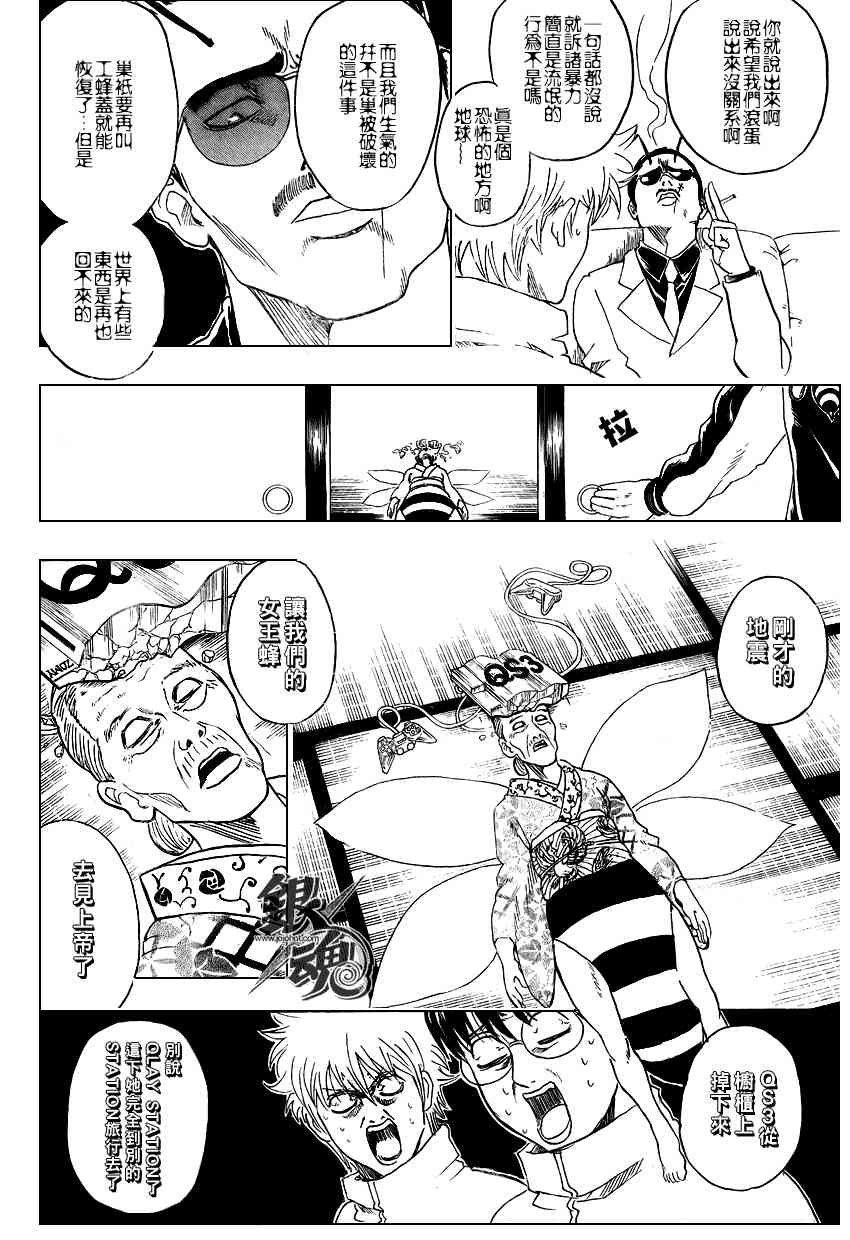 你就說出來啊
說希望我們滾蛋
說出來沒關系啊
一句話都沒說
就訴諸暴力
簡直是流氓的
行為不是嗎
真是個
恐怖的地方啊
地球~
而且我們生氣的
并不是巢被破壞
的這件事
巢衹要再叫
工蜂蓋就能
恢復了…但是
世界上有些
東西是再也
回不來的
拉
剛才的
地震
QS3
讓我們的
女王蜂
去見上帝了
銀魂
www.jojohot.com
QS3從
櫥櫃上
掉下來
別說
QLAY STATION了
這下她完全到別的
STATION旅行去了